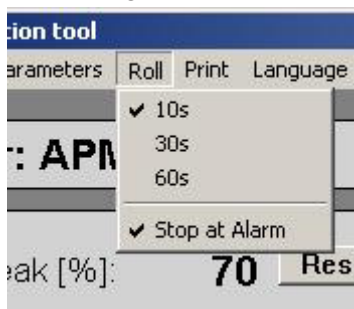 tion tool
arameters Roll Print Language
10s
30s
60s
Stop at Alarm
r: APM
eak [%]: 70 Res